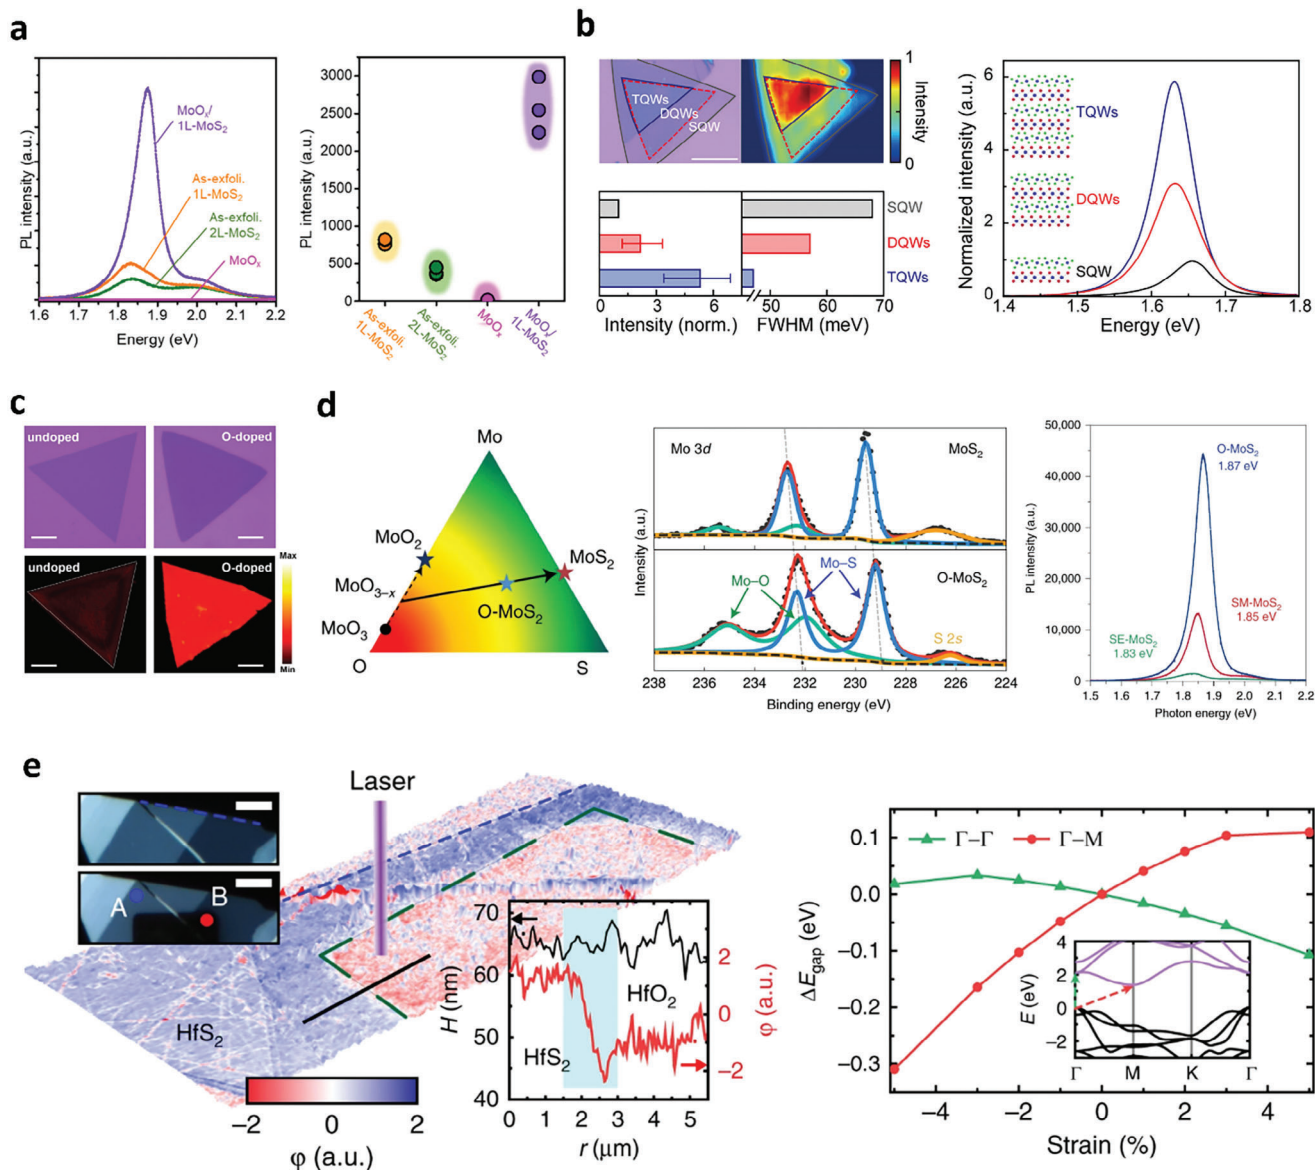 a
PL intensity (a.u.)
MoOₓ/
1L-MoS₂
As-exfoli.
1L-MoS₂
As-exfoli.
2L-MoS₂
MoOₓ
1.6 1.7 1.8 1.9 2.0 2.1 2.2
Energy (eV)
PL intensity (a.u.)
3000
2500
2000
1500
1000
750
500
250
0
As-exfoli.
1L-MoS₂
As-exfoli.
2L-MoS₂
MoOₓ
MoOₓ/
1L-MoS₂
b
TQWs
DQWs
SQW
1
Intensity
0
SQW
DQWs
TQWs
0 3 6
50 60 70
Intensity (norm.)
FWHM (meV)
Normalized intensity (a.u.)
6
4
2
0
TQWs
DQWs
SQW
1.4 1.5 1.6 1.7 1.8
Energy (eV)
c
undoped
O-doped
undoped
O-doped
Max
Min
d
Mo
MoO₂
MoS₂
MoO₃₋ₓ
O-MoS₂
MoO₃
O
S
Intensity (a.u.)
Mo 3d
MoS₂
O-MoS₂
Mo–O
Mo–S
S 2s
238 236 234 232 230 228 226 224
Binding energy (eV)
PL intensity (a.u.)
50,000
40,000
30,000
20,000
10,000
0
O-MoS₂
1.87 eV
SM-MoS₂
1.85 eV
SE-MoS₂
1.83 eV
1.5 1.6 1.7 1.8 1.9 2.0 2.1 2.2
Photon energy (eV)
e
Laser
A
B
HfS₂
−2 0 2
φ (a.u.)
H (nm)
70
60
50
40
HfO₂
HfS₂
2
0
−2
φ (a.u.)
0 1 2 3 4 5
r (μm)
ΔE_gap (eV)
0.1
0.0
−0.1
−0.2
−0.3
Γ–Γ
Γ–M
E (eV)
4
2
0
−2
Γ M K Γ
−4 −2 0 2 4
Strain (%)